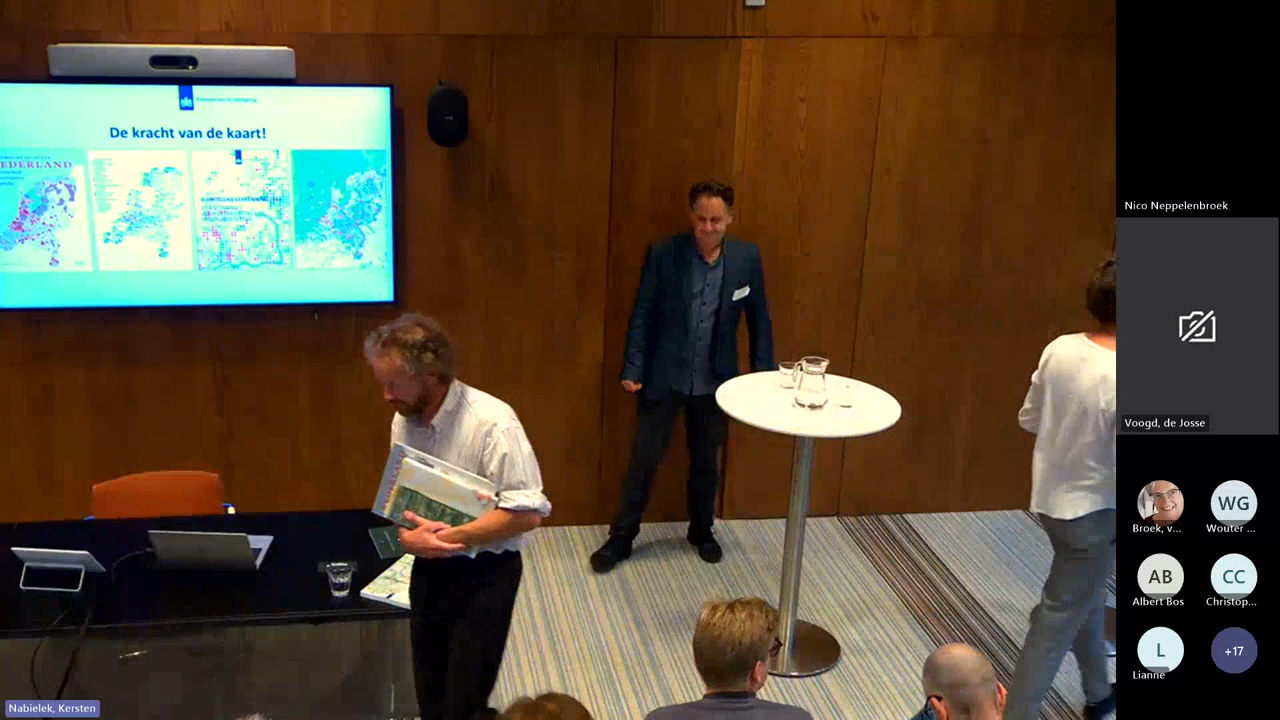 De kracht van de kaart!
EDERLAND
Nico Neppelenbroek
Voogd, de Josse
Broek, v...
WG
Wouter ...
AB
Albert Bos
CC
Christop...
L
Lianne
+17
Nabielek, Kersten